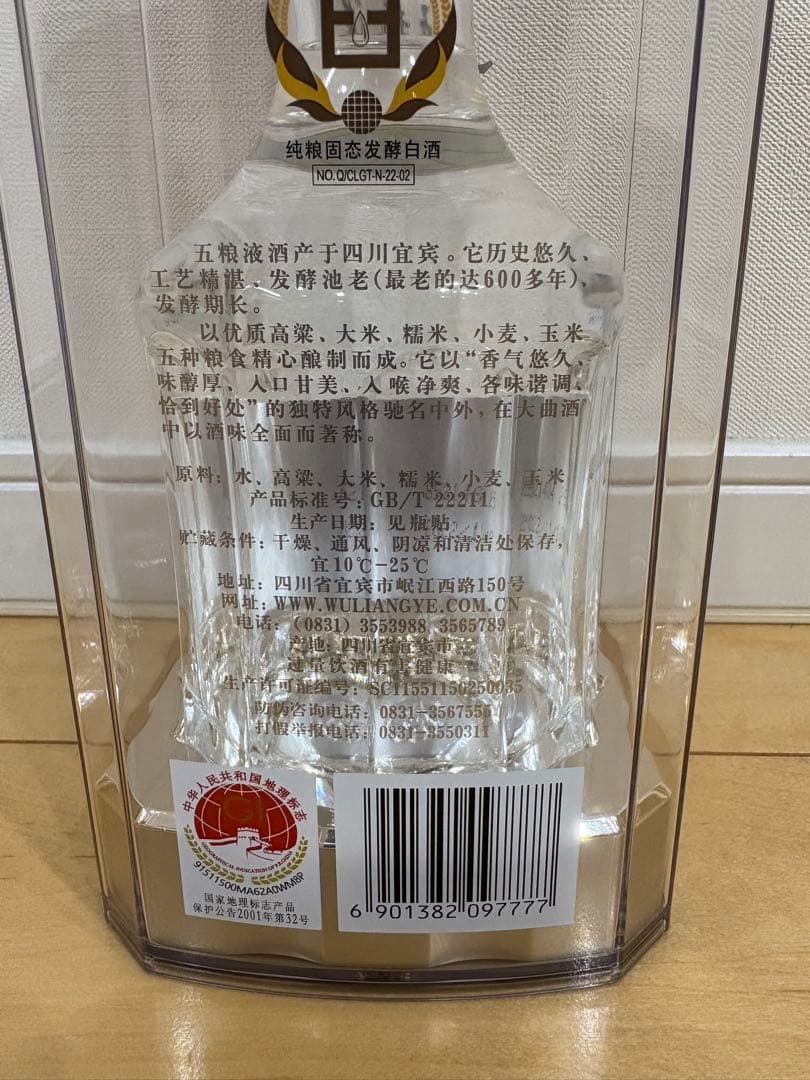 纯粮固态发酵白酒
NO.Q/CLGT-N-22-02
五粮液酒产于四川宜宾。它历史悠久、
工艺精湛、发酵池老(最老的达600多年)、
发酵期长。
以优质高粱、大米、糯米、小麦、玉米
五种粮食精心酿制而成。它以“香气悠久、
味醇厚、入口甘美、入喉净爽、各味谐调、
恰到好处”的独特风格驰名中外,在大曲酒
中以酒味全面而著称。
原料:水、高粱、大米、糯米、小麦、玉米
产品标准号:GB/T 22211
生产日期:见瓶贴
贮藏条件:干燥、通风、阴凉和清洁处保存,
宜10℃-25℃
地址:四川省宜宾市岷江西路150号
网址:WWW.WULIANGYE.COM.CN
电话:(0831) 3553988 3565789
产地:四川省宜宾市
过量饮酒有害健康
生产许可证编号:SC11551150250035
防伪咨询电话:0831-3567555
打假举报电话:0831-3550311
中华人民共和国地理标志
GI
GEOGRAPHICAL INDICATION OF P.R.CHINA
91511500MA62A0WM8P
国家地理标志产品
保护公告2001年第32号
6 901382 097777